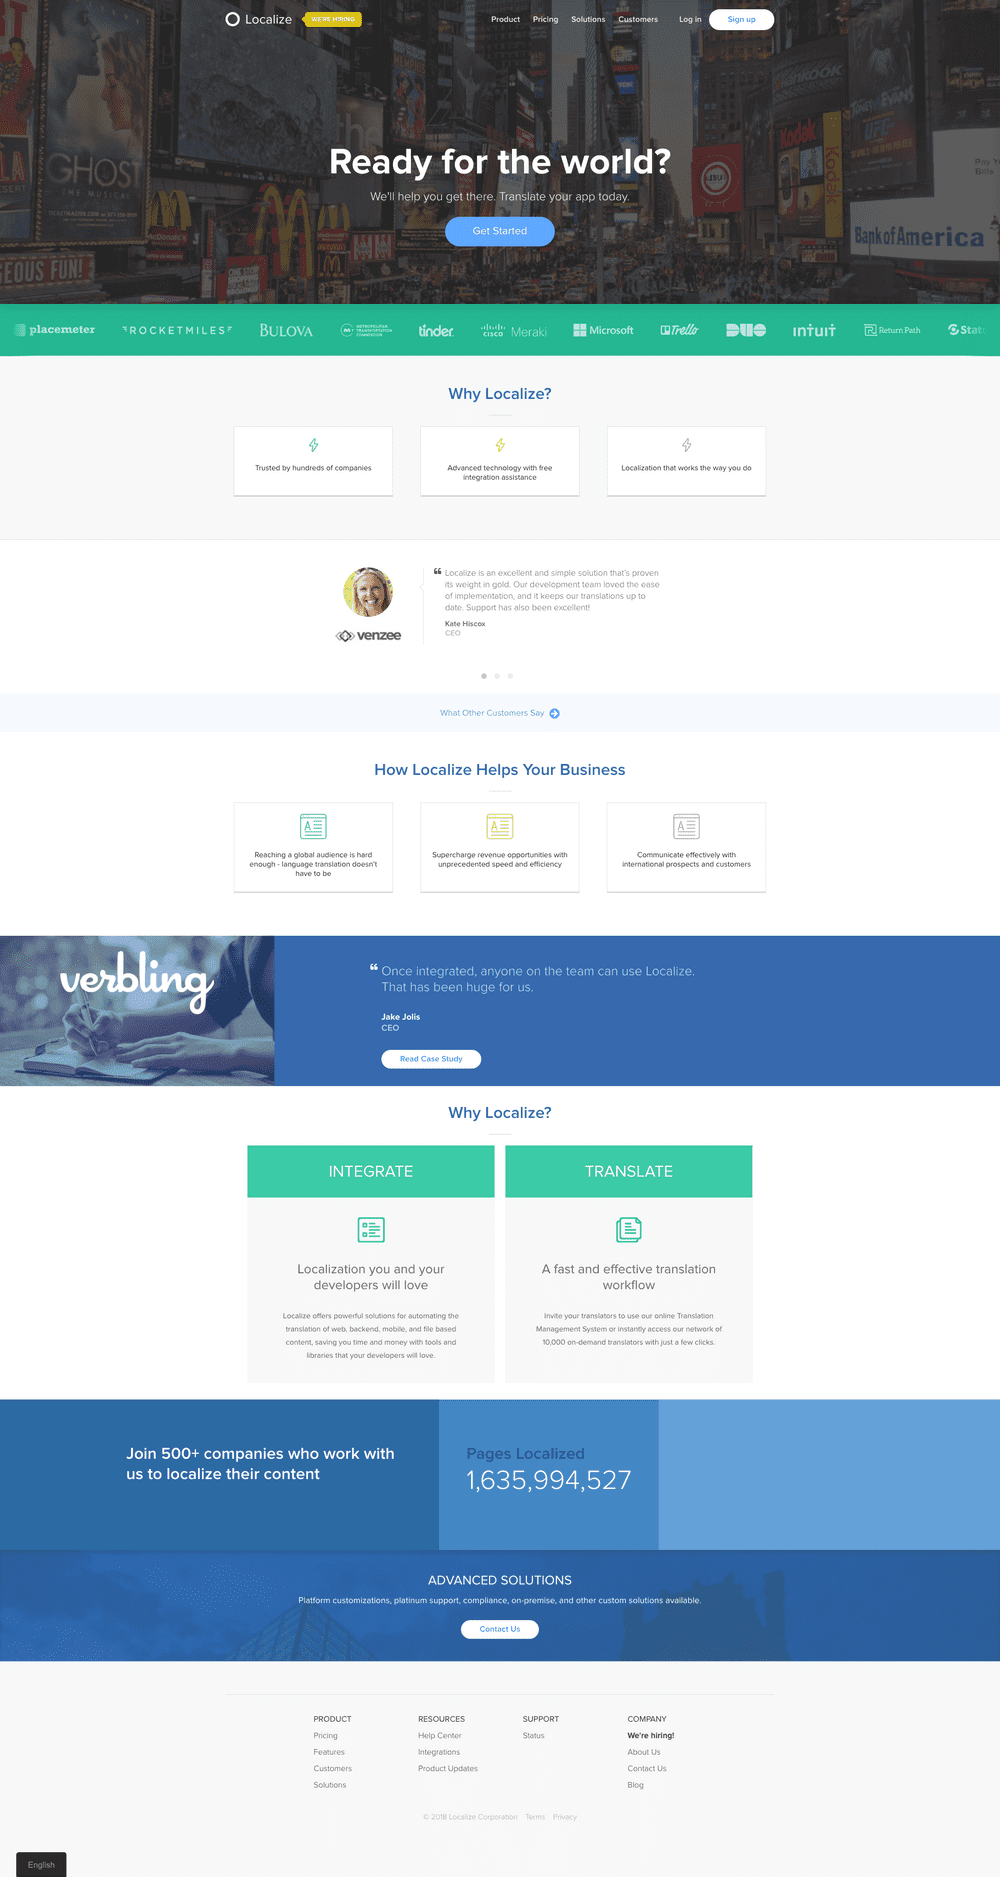 Localize
WE'RE HIRING
Product
Pricing
Solutions
Customers
Log in
Sign up
GHOST
THE MUSICAL
McDonald's
GEOUS FUN!
Kodak
Kodak
Bank of America
Ready for the world?
We'll help you get there. Translate your app today.
Get Started
placemeter
ROCKETMILES
BULOVA
METROPOLITAN
TRANSPORTATION
COMMISSION
tinder
cisco Meraki
Microsoft
Trello
DUO
intuit
Return Path
Stat
Why Localize?
Trusted by hundreds of companies
Advanced technology with free
integration assistance
Localization that works the way you do
“ Localize is an excellent and simple solution that's proven
its weight in gold. Our development team loved the ease
of implementation, and it keeps our translations up to
date. Support has also been excellent!
Kate Hiscox
CEO
venzee
What Other Customers Say
How Localize Helps Your Business
Reaching a global audience is hard
enough - language translation doesn't
have to be
Supercharge revenue opportunities with
unprecedented speed and efficiency
Communicate effectively with
international prospects and customers
verbling
“ Once integrated, anyone on the team can use Localize.
That has been huge for us.
Jake Jolis
CEO
Read Case Study
Why Localize?
INTEGRATE
Localization you and your
developers will love
Localize offers powerful solutions for automating the
translation of web, backend, mobile, and file based
content, saving you time and money with tools and
libraries that your developers will love.
TRANSLATE
A fast and effective translation
workflow
Invite your translators to use our online Translation
Management System or instantly access our network of
10,000 on-demand translators with just a few clicks.
Join 500+ companies who work with
us to localize their content
Pages Localized
1,635,994,527
ADVANCED SOLUTIONS
Platform customizations, platinum support, compliance, on-premise, and other custom solutions available.
Contact Us
PRODUCT
Pricing
Features
Customers
Solutions
RESOURCES
Help Center
Integrations
Product Updates
SUPPORT
Status
COMPANY
We're hiring!
About Us
Contact Us
Blog
© 2018 Localize Corporation
Terms
Privacy
English